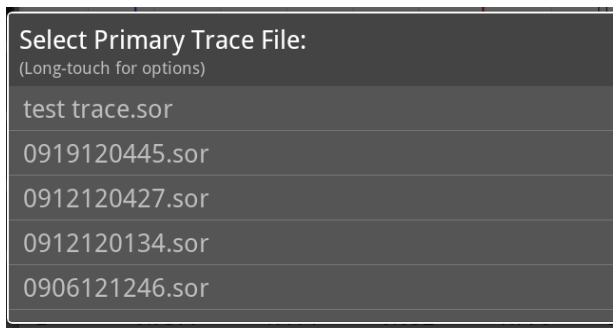 Select Primary Trace File:
(Long-touch for options)
test trace.sor
0919120445.sor
0912120427.sor
0912120134.sor
0906121246.sor